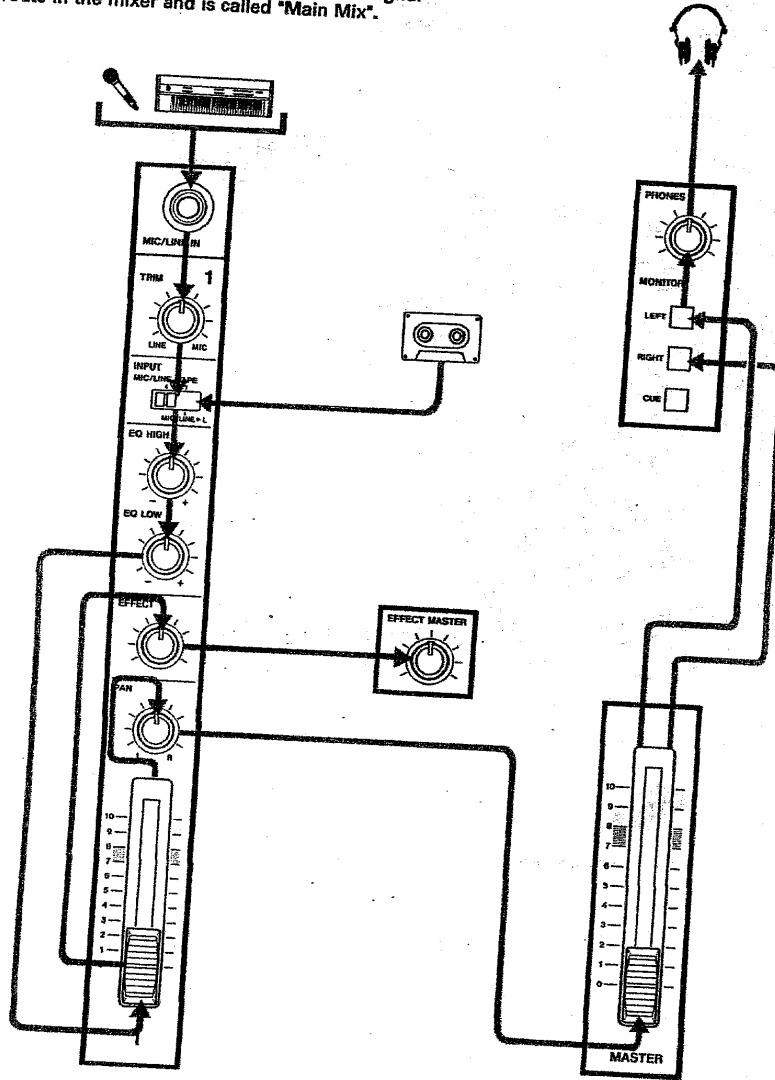 route in the mixer and is called "Main Mix".
MIC/LINE IN
TRIM 1
LINE MIC
INPUT
MIC/LINE TAPE
MIC/LINE L
EQ HIGH
- +
EQ LOW
- +
EFFECT
PAN
L R
10
9
8
7
6
5
4
3
2
1
EFFECT MASTER
PHONES
MONITOR
LEFT
RIGHT
CUE
10
9
8
7
6
5
4
3
2
1
0
MASTER